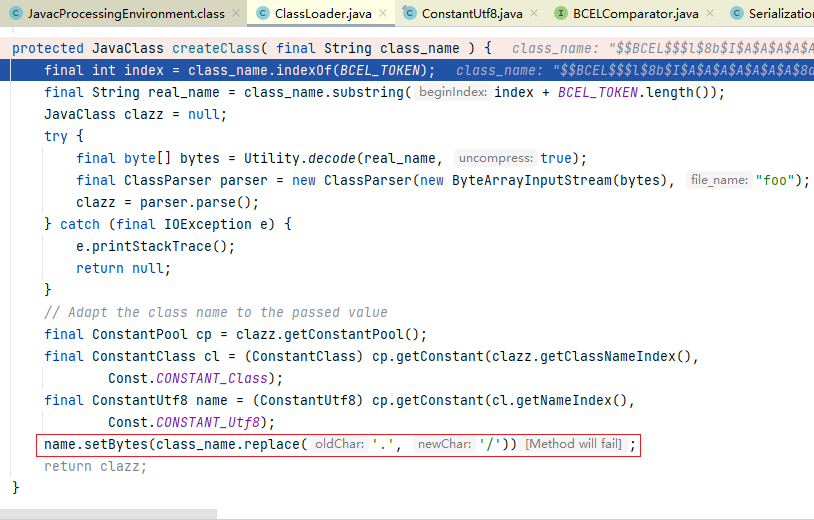 JavacProcessingEnvironment.class ClassLoader.java ConstantUtf8.java BCELComparator.java Serialization
protected JavaClass createClass( final String class_name ) { class_name: "$$BCEL$$$l$8b$I$A$A$A$A$A
final int index = class_name.indexOf(BCEL_TOKEN); class_name: "$$BCEL$$$l$8b$I$A$A$A$A$A$A$A$8d
final String real_name = class_name.substring( beginIndex: index + BCEL_TOKEN.length());
JavaClass clazz = null;
try {
final byte[] bytes = Utility.decode(real_name, uncompress: true);
final ClassParser parser = new ClassParser(new ByteArrayInputStream(bytes), file_name: "foo");
clazz = parser.parse();
} catch (final IOException e) {
e.printStackTrace();
return null;
}
// Adapt the class name to the passed value
final ConstantPool cp = clazz.getConstantPool();
final ConstantClass cl = (ConstantClass) cp.getConstant(clazz.getClassNameIndex(),
Const.CONSTANT_Class);
final ConstantUtf8 name = (ConstantUtf8) cp.getConstant(cl.getNameIndex(),
Const.CONSTANT_Utf8);
name.setBytes(class_name.replace( oldChar: '.', newChar: '/')) [Method will fail] ;
return clazz;
}